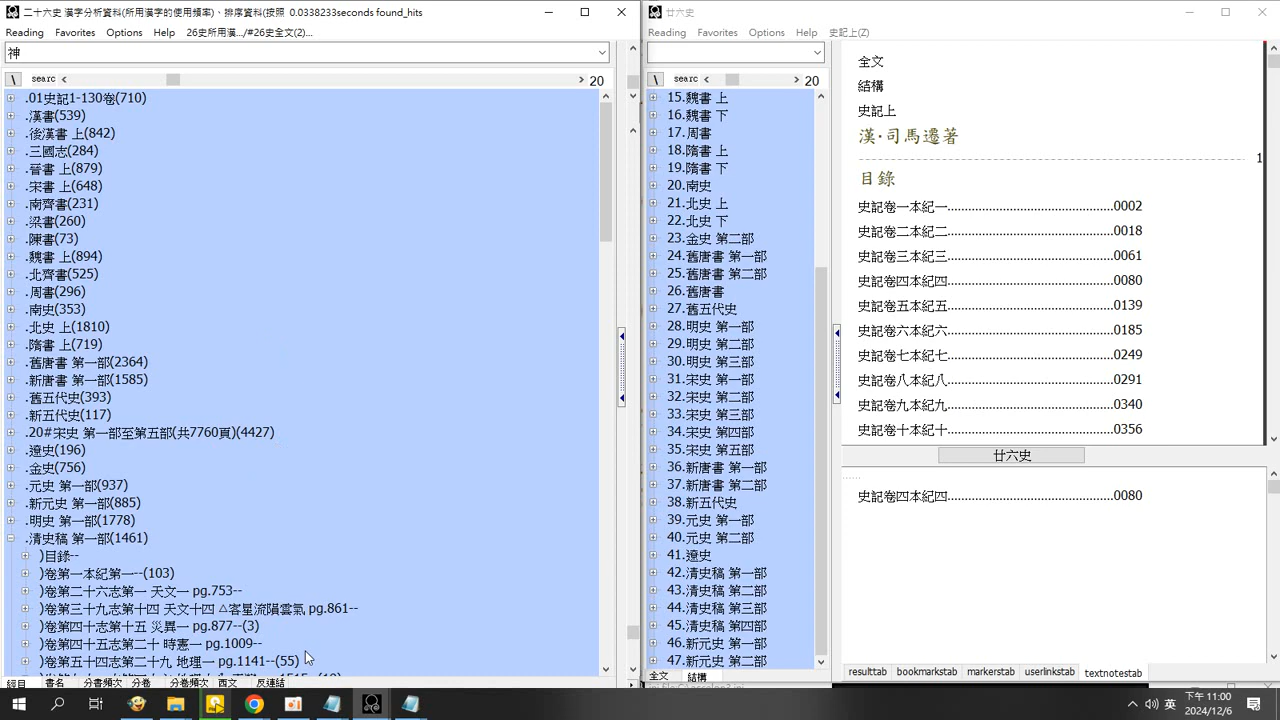 二十六史 漢字分析資料(所用漢字的使用頻率)、排序資料(按照 0.0338233seconds found_hits
Reading Favorites Options Help 26史所用漢.../#26史全文(2)...
神
\ searc < > 20
.01史記1-130卷(710)
.漢書(539)
.後漢書 上(842)
.三國志(284)
.晉書 上(879)
.宋書 上(648)
.南齊書(231)
.梁書(260)
.陳書(73)
.魏書 上(894)
.北齊書(525)
.周書(296)
.南史(353)
.北史 上(1810)
.隋書 上(719)
.舊唐書 第一部(2364)
.新唐書 第一部(1585)
.舊五代史(393)
.新五代史(117)
.20#宋史 第一部至第五部(共7760頁)(4427)
.遼史(196)
.金史(756)
.元史 第一部(937)
.新元史 第一部(885)
.明史 第一部(1778)
.清史稿 第一部(1461)
)目錄--
)卷第一本紀第一--(103)
)卷第二十六志第一 天文一 pg.753--
)卷第三十九志第十四 天文十四 △客星流隕雲氣 pg.861--
)卷第四十志第十五 災異一 pg.877--(3)
)卷第四十五志第二十 時憲一 pg.1009--
)卷第五十四志第二十九 地理一 pg.1141--(55)
綱目 書名 分書頻次 分類 分卷頻次 西文 反連結
廿六史
Reading Favorites Options Help 史記上(Z)
\ searc < > 20
15.魏書 上
16.魏書 下
17.周書
18.隋書 上
19.隋書 下
20.南史
21.北史 上
22.北史 下
23.金史 第二部
24.舊唐書 第一部
25.舊唐書 第二部
26.舊唐書
27.舊五代史
28.明史 第一部
29.明史 第二部
30.明史 第三部
31.宋史 第一部
32.宋史 第二部
33.宋史 第三部
34.宋史 第四部
35.宋史 第五部
36.新唐書 第一部
37.新唐書 第二部
38.新五代史
39.元史 第一部
40.元史 第二部
41.遼史
42.清史稿 第一部
43.清史稿 第二部
44.清史稿 第三部
45.清史稿 第四部
46.新元史 第一部
47.新元史 第二部
全文 結構
全文
結構
史記上
漢·司馬遷著
1
目錄
史記卷一本紀一................................................0002
史記卷二本紀二................................................0018
史記卷三本紀三................................................0061
史記卷四本紀四................................................0080
史記卷五本紀五................................................0139
史記卷六本紀六................................................0185
史記卷七本紀七................................................0249
史記卷八本紀八................................................0291
史記卷九本紀九................................................0340
史記卷十本紀十................................................0356
廿六史
......
史記卷四本紀四................................................0080
resulttab bookmarkstab markerstab userlinkstab textnotestab
英 下午 11:00
2024/12/6